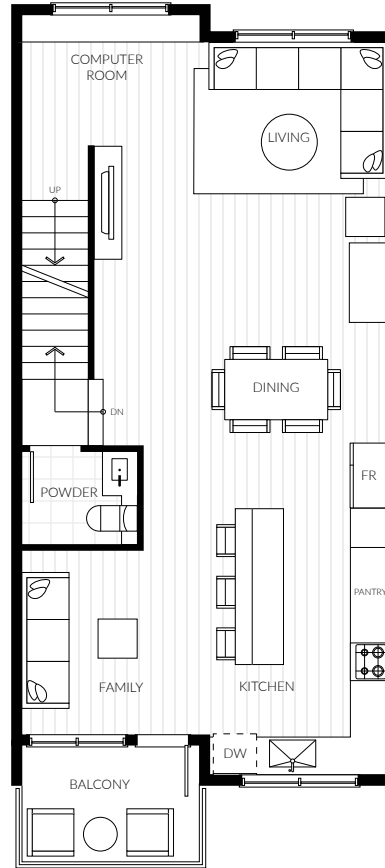 COMPUTER
ROOM
LIVING
UP
DINING
DN
FR
POWDER
PANTRY
FAMILY
KITCHEN
DW
BALCONY